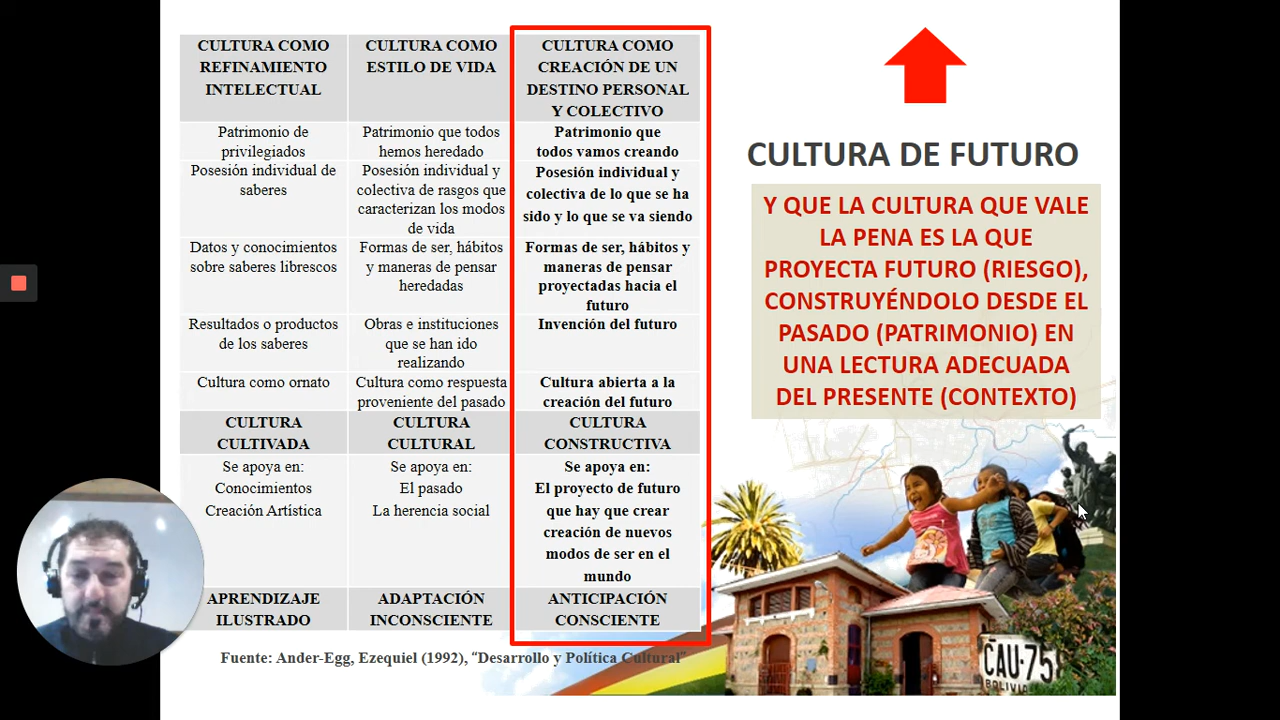 CULTURA COMO
REFINAMIENTO
INTELECTUAL
CULTURA COMO
ESTILO DE VIDA
CULTURA COMO
CREACIÓN DE UN
DESTINO PERSONAL
Y COLECTIVO
Patrimonio de
privilegiados
Patrimonio que todos
hemos heredado
Patrimonio que
todos vamos creando
Posesión individual de
saberes
Posesión individual y
colectiva de rasgos que
caracterizan los modos
de vida
Posesión individual y
colectiva de lo que se ha
sido y lo que se va siendo
Datos y conocimientos
sobre saberes librescos
Formas de ser, hábitos
y maneras de pensar
heredadas
Formas de ser, hábitos y
maneras de pensar
proyectadas hacia el
futuro
Resultados o productos
de los saberes
Obras e instituciones
que se han ido
realizando
Invención del futuro
Cultura como ornato
Cultura como respuesta
proveniente del pasado
Cultura abierta a la
creación del futuro
CULTURA
CULTIVADA
CULTURA
CULTURAL
CULTURA
CONSTRUCTIVA
Se apoya en:
Conocimientos
Creación Artística
Se apoya en:
El pasado
La herencia social
Se apoya en:
El proyecto de futuro
que hay que crear
creación de nuevos
modos de ser en el
mundo
APRENDIZAJE
ILUSTRADO
ADAPTACIÓN
INCONSCIENTE
ANTICIPACIÓN
CONSCIENTE
Fuente: Ander-Egg, Ezequiel (1992), “Desarrollo y Política Cultural”
CULTURA DE FUTURO
Y QUE LA CULTURA QUE VALE
LA PENA ES LA QUE
PROYECTA FUTURO (RIESGO),
CONSTRUYÉNDOLO DESDE EL
PASADO (PATRIMONIO) EN
UNA LECTURA ADECUADA
DEL PRESENTE (CONTEXTO)
CAU·75
BOLIVIA